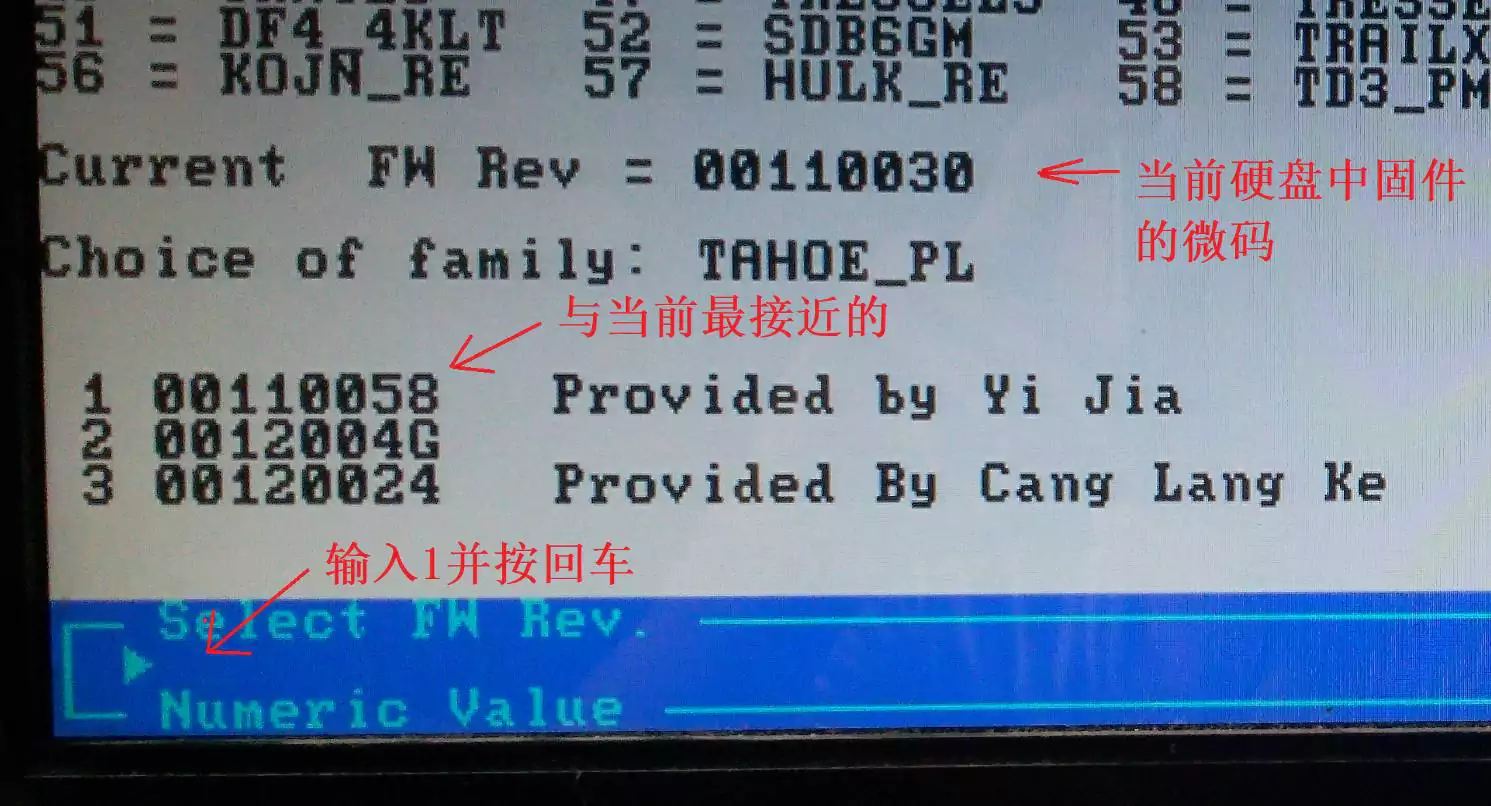 51 = DF4_4KLT 52 = SDB6GM 53 = TRAILX
56 = KOJN_RE 57 = HULK_RE 58 = TD3_PM
Current FW Rev = 00110030
当前硬盘中固件
的微码
Choice of family: TAHOE_PL
与当前最接近的
1 00110058 Provided by Yi Jia
2 0012004G
3 00120024 Provided By Cang Lang Ke
输入1并按回车
Select FW Rev.
Numeric Value